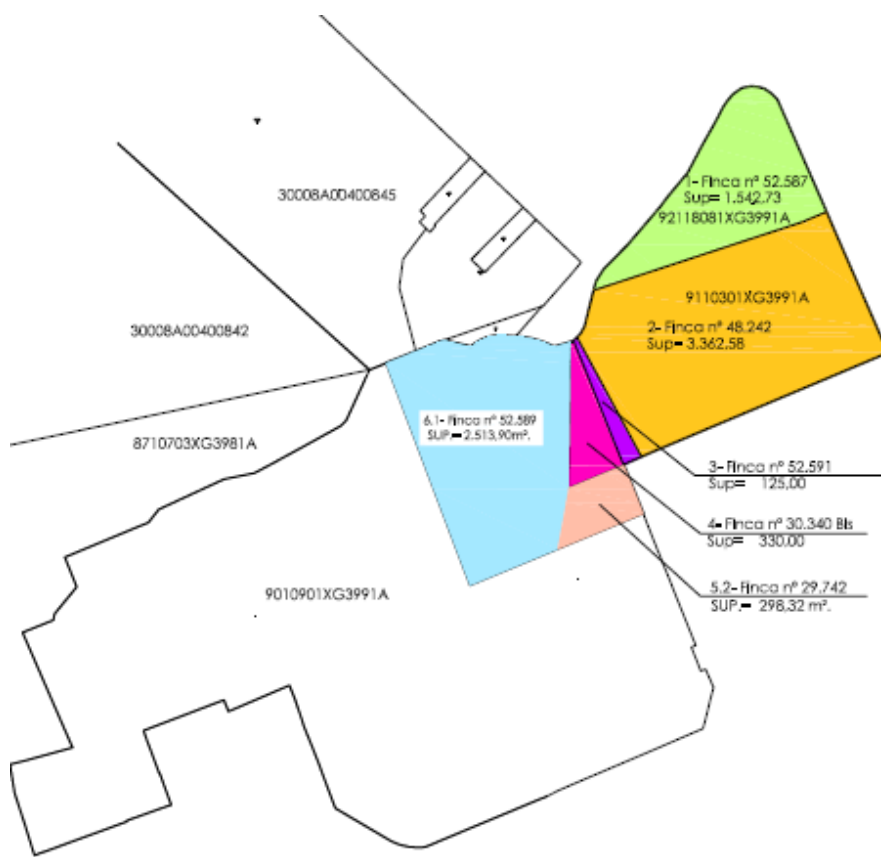 30008A00400845
1- Finca nº 52.587
Sup= 1.542,73
92118081XG3991A
9110301XG3991A
2- Finca nº 48.242
Sup= 3.362,58
30008A00400842
8710703XG3981A
6.1- Finca nº 52.589
SUP.= 2.513,90m².
3- Finca nº 52.591
Sup= 125,00
4- Finca nº 30.340 Bis
Sup= 330,00
5.2- Finca nº 29.742
SUP.= 298,32 m².
9010901XG3991A